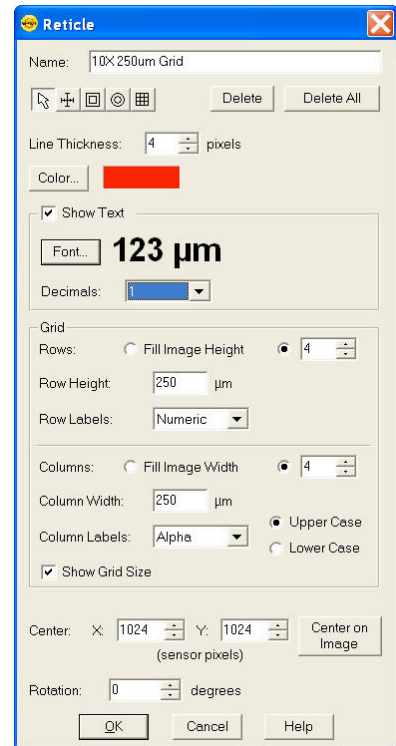 Reticle
Name: 10X 250um Grid
Delete Delete All
Line Thickness: 4 pixels
Color...
Show Text
Font... 123 µm
Decimals: 1
Grid
Rows: Fill Image Height 4
Row Height: 250 µm
Row Labels: Numeric
Columns: Fill Image Width 4
Column Width: 250 µm
Column Labels: Alpha Upper Case
Lower Case
Show Grid Size
Center: X: 1024 Y: 1024 Center on Image
(sensor pixels)
Rotation: 0 degrees
OK Cancel Help